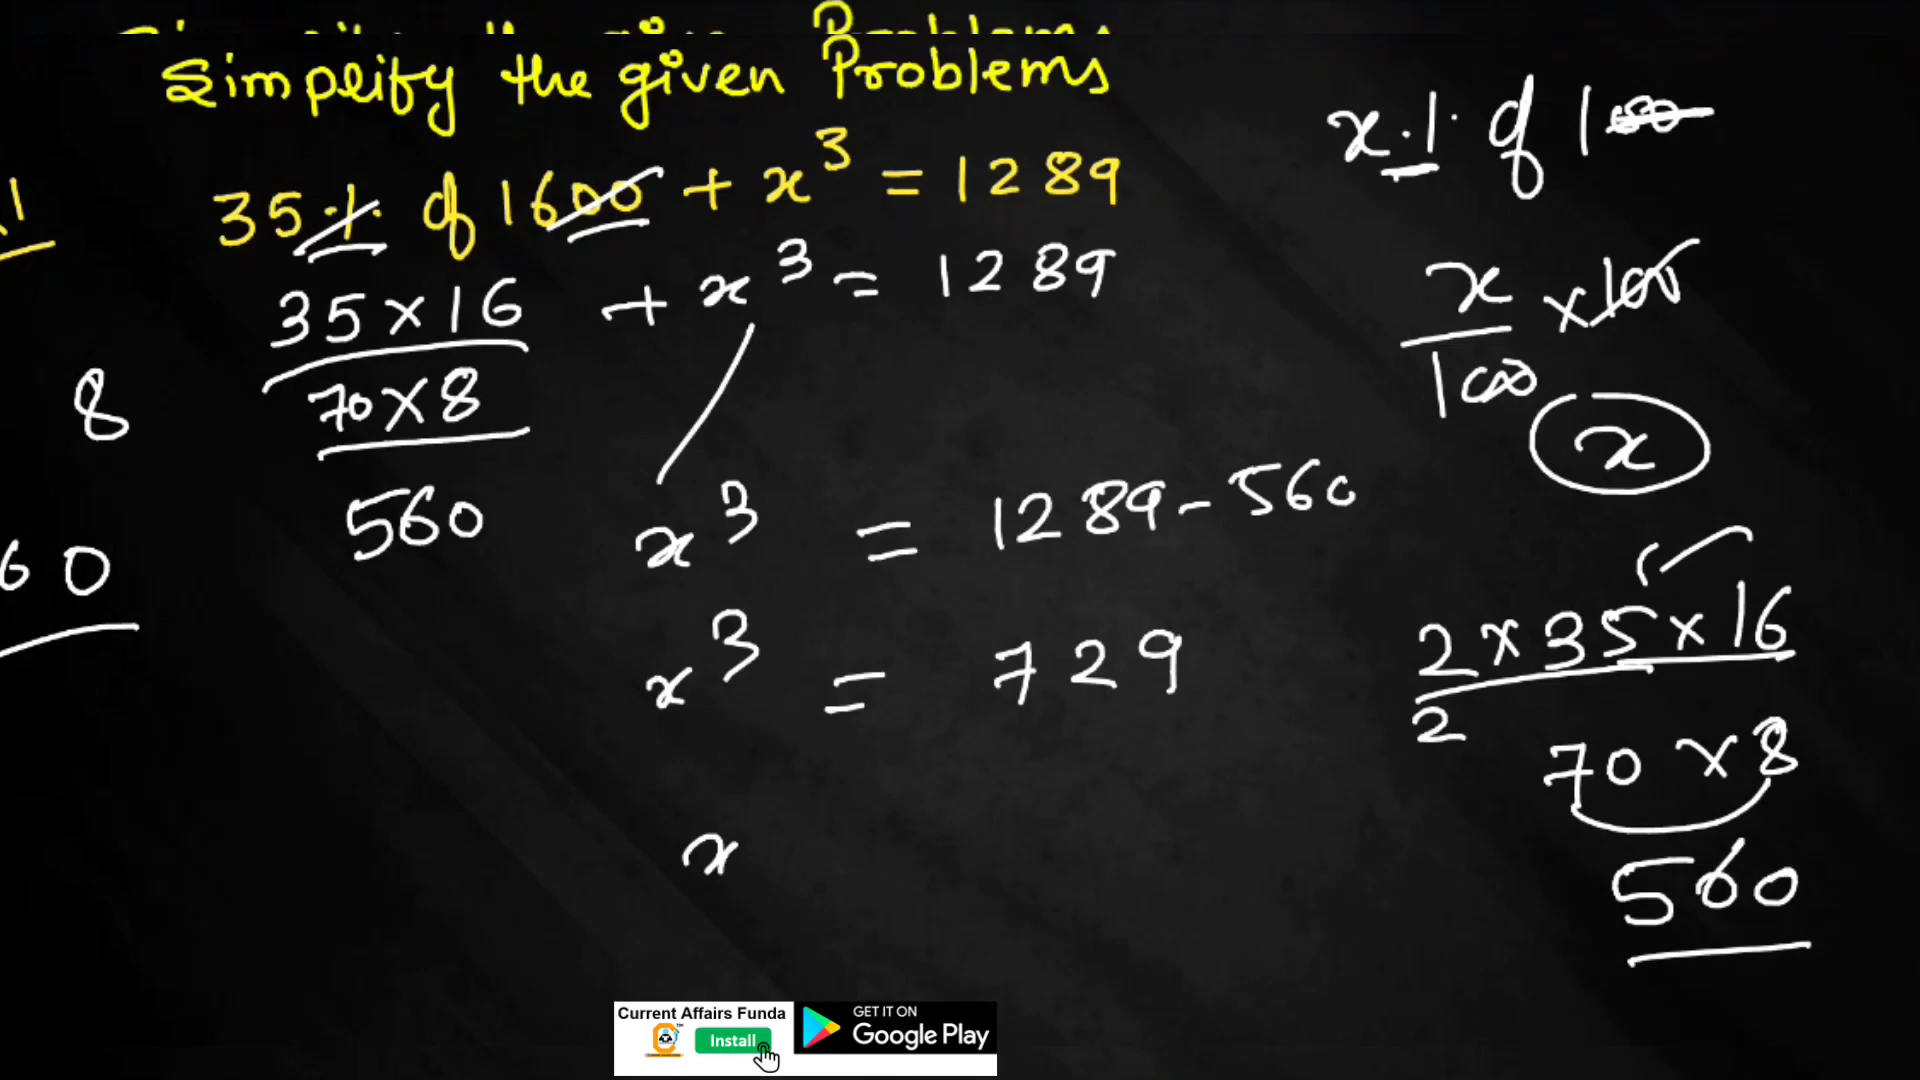 Simplify the given Problems
35% of 1600 + x³ = 1289
35 × 16 + x³ = 1289
70 × 8
560
x³ = 1289 - 560
x³ = 729
x
8
60
x% of 100
x
100
× 100
x
2 × 35 × 16
2
70 × 8
560
Current Affairs Funda
Install
GET IT ON
Google Play